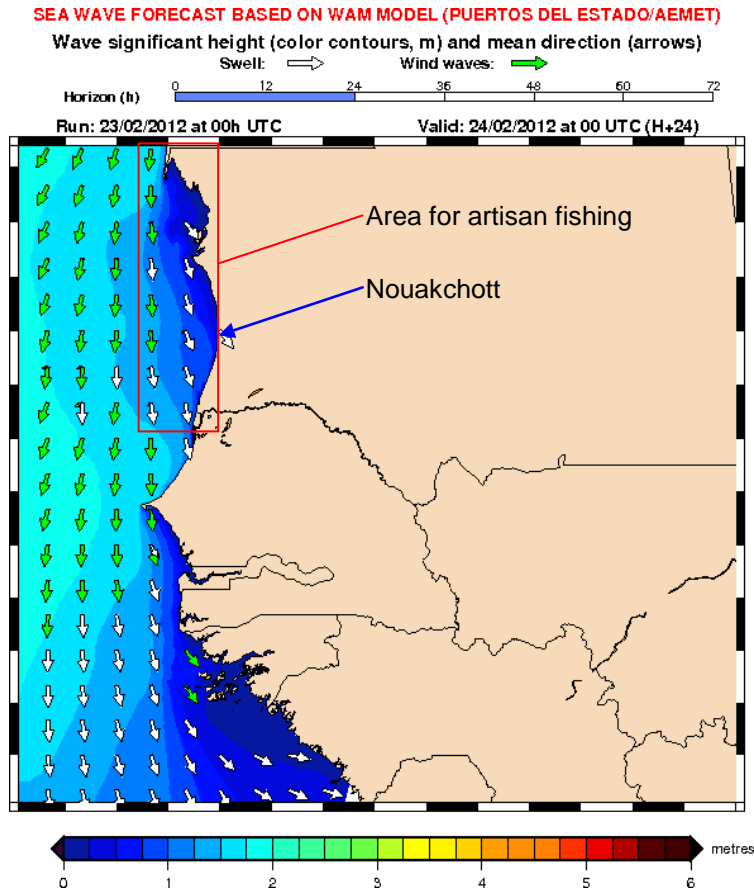 SEA WAVE FORECAST BASED ON WAM MODEL (PUERTOS DEL ESTADO/AEMET)
Wave significant height (color contours, m) and mean direction (arrows)
Swell: Wind waves:
0 12 24 36 48 60 72
Horizon (h)
Run: 23/02/2012 at 00h UTC Valid: 24/02/2012 at 00 UTC (H+24)
Area for artisan fishing
Nouakchott
metres
0 1 2 3 4 5 6